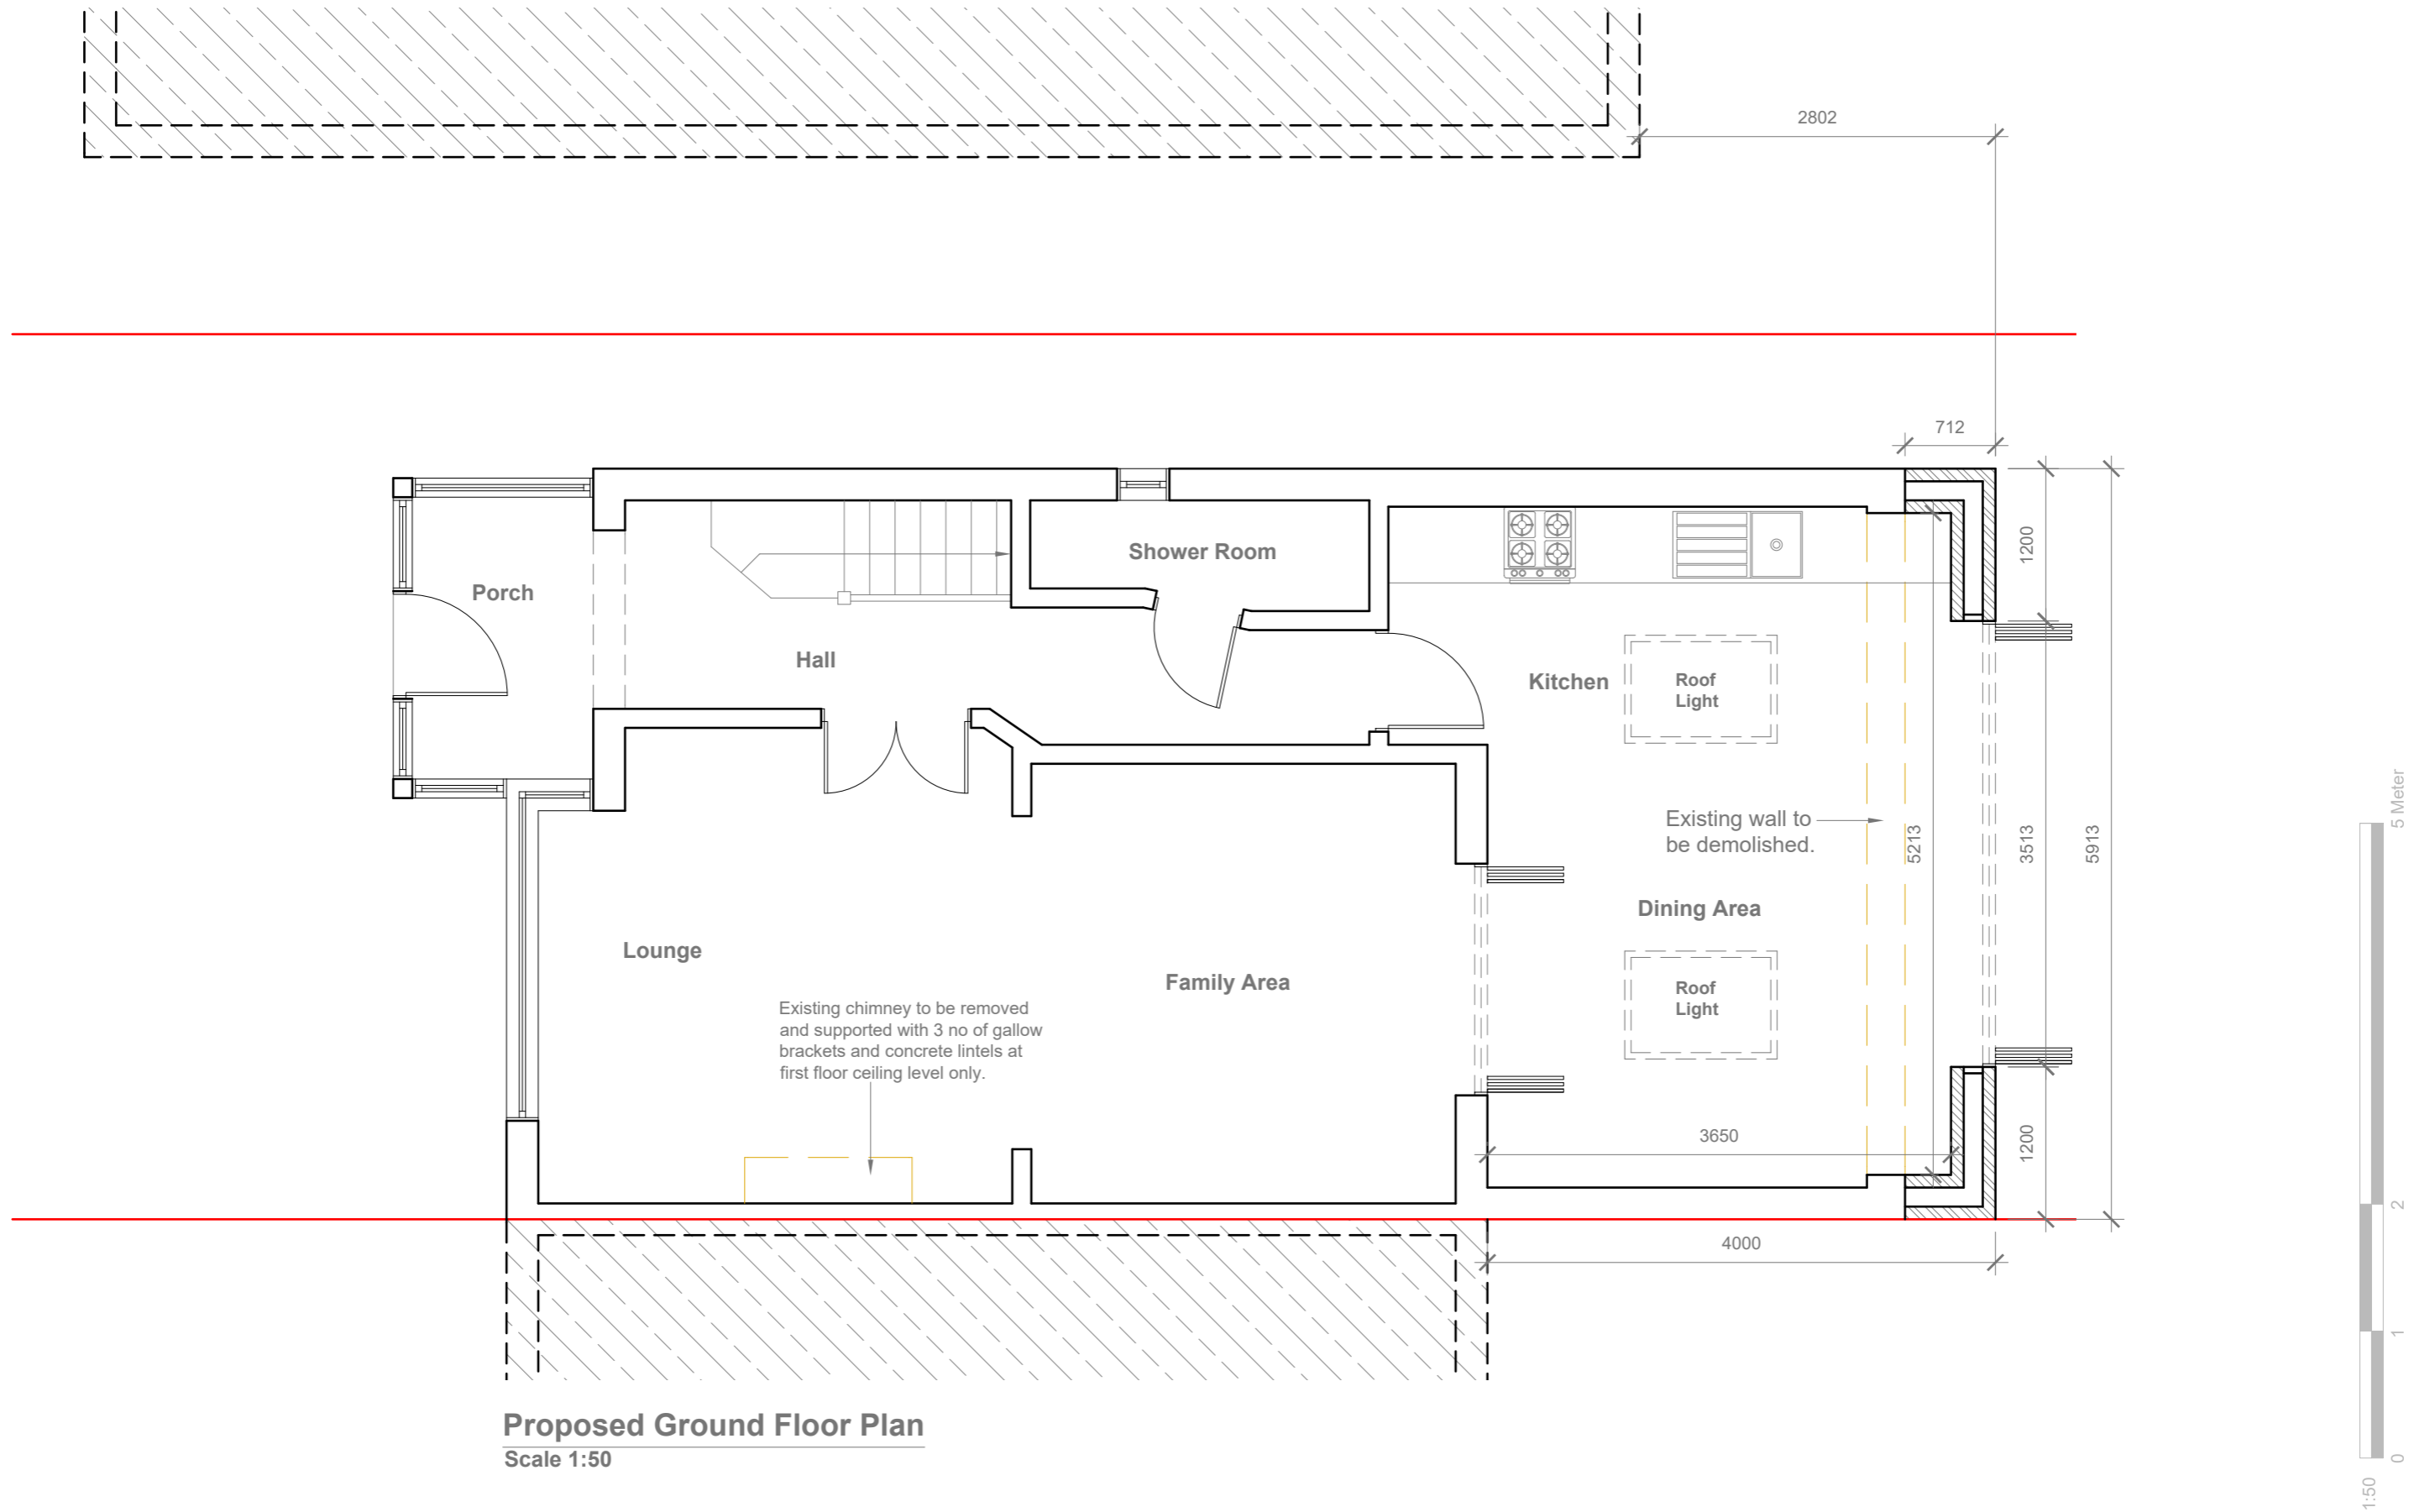 2802
712
1200
Shower Room
Porch
Hall
Kitchen
Roof
Light
Existing wall to
be demolished.
5213
3513
5913
Dining Area
Lounge
Family Area
Roof
Light
Existing chimney to be removed
and supported with 3 no of gallow
brackets and concrete lintels at
first floor ceiling level only.
3650
1200
4000
Proposed Ground Floor Plan
Scale 1:50
5 Meter
2
1
0
1:50